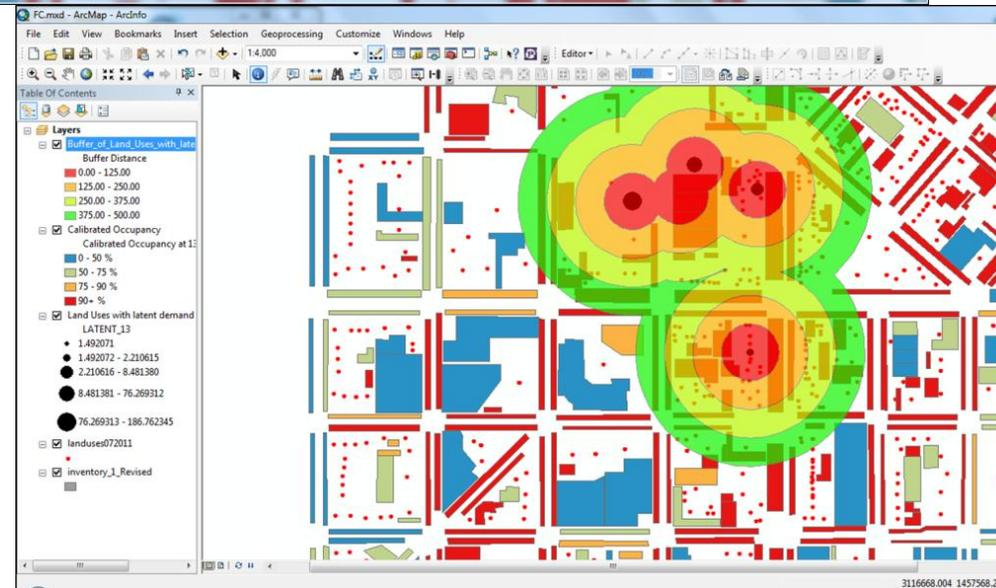 FC.mxd - ArcMap - ArcInfo
File Edit View Bookmarks Insert Selection Geoprocessing Customize Windows Help
1:4,000
Editor
Table Of Contents
Layers
Buffer_of_Land_Uses_with_late
Buffer Distance
0.00 - 125.00
125.00 - 250.00
250.00 - 375.00
375.00 - 500.00
Calibrated Occupancy
Calibrated Occupancy at 13
0 - 50 %
50 - 75 %
75 - 90 %
90+ %
Land Uses with latent demand
LATENT_13
1.492071
1.492072 - 2.210615
2.210616 - 8.481380
8.481381 - 76.269312
76.269313 - 186.762345
landuses072011
inventory_1_Revised
3116668.004 1457568.2